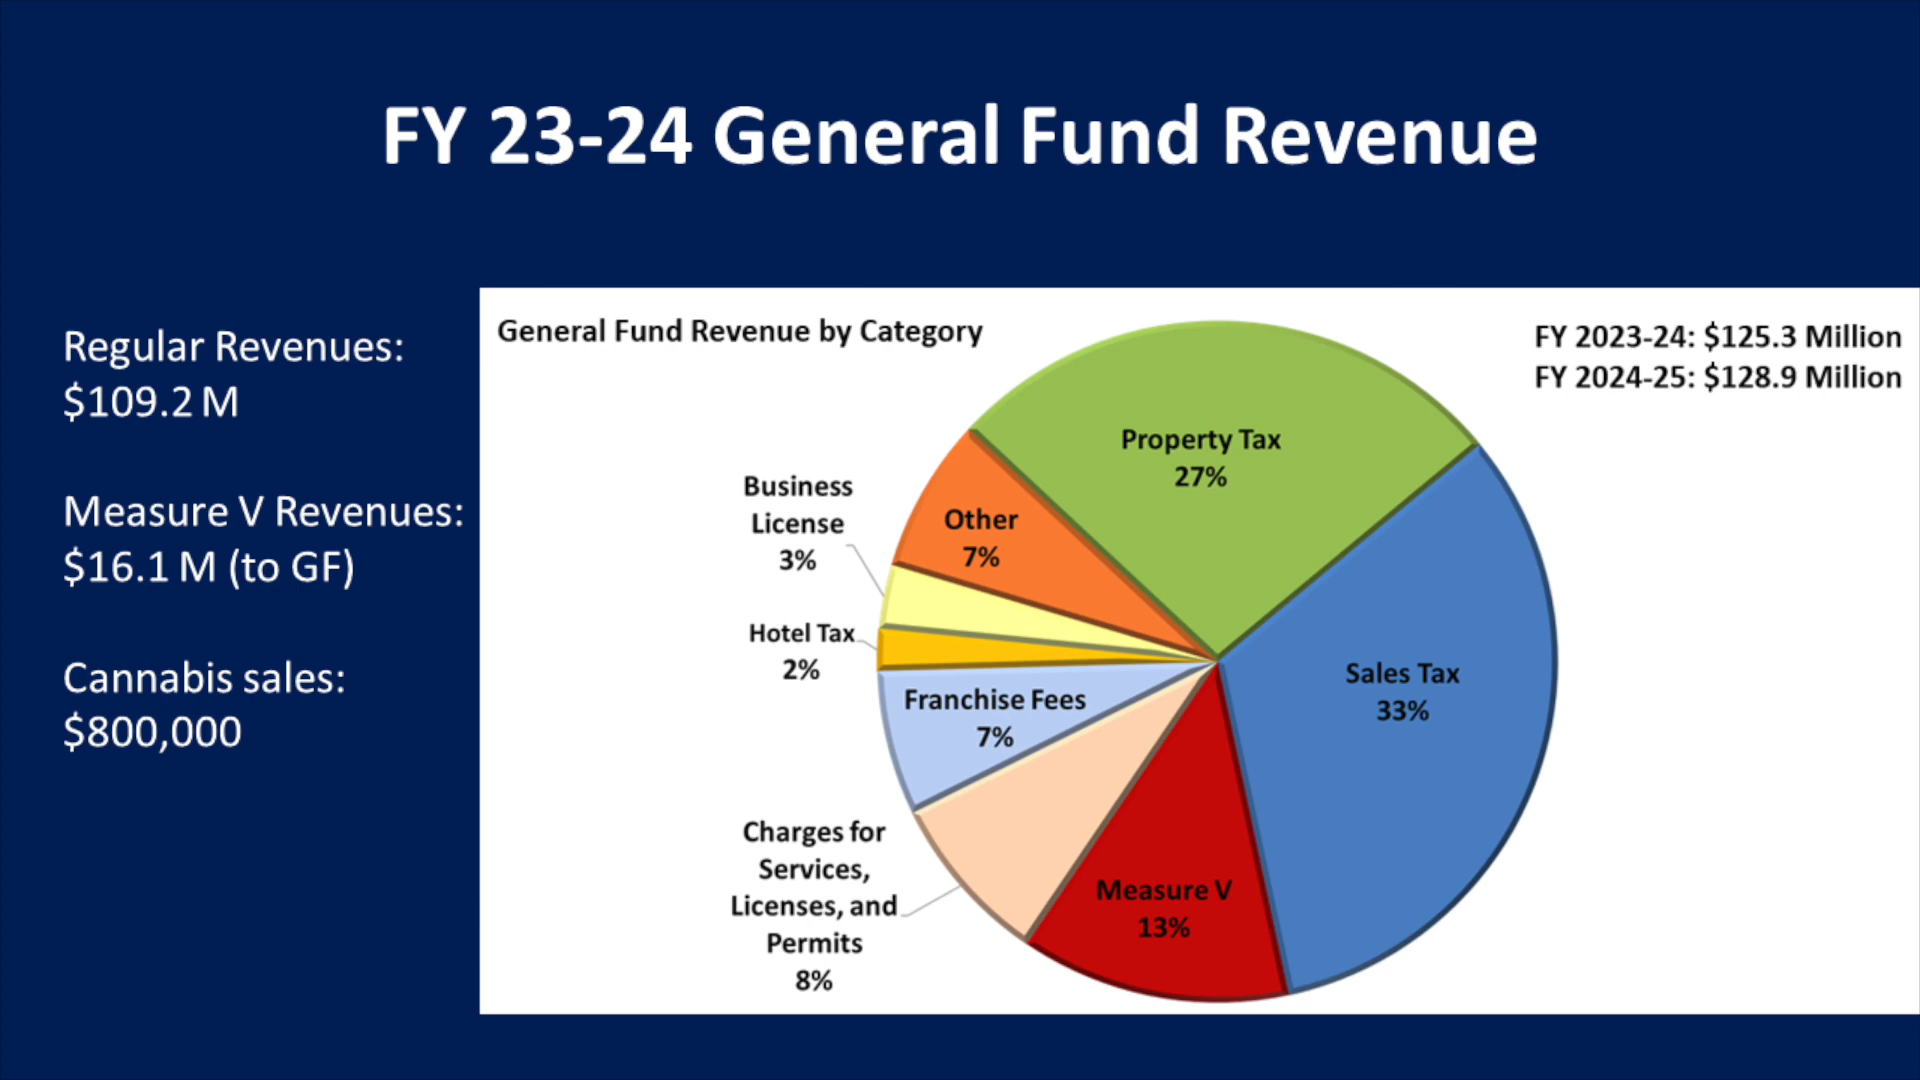 FY 23-24 General Fund Revenue
Regular Revenues:
$109.2 M
Measure V Revenues:
$16.1 M (to GF)
Cannabis sales:
$800,000
General Fund Revenue by Category
FY 2023-24: $125.3 Million
FY 2024-25: $128.9 Million
Property Tax
27%
Business
License
3%
Other
7%
Hotel Tax
2%
Sales Tax
33%
Franchise Fees
7%
Charges for
Services,
Licenses, and
Permits
8%
Measure V
13%